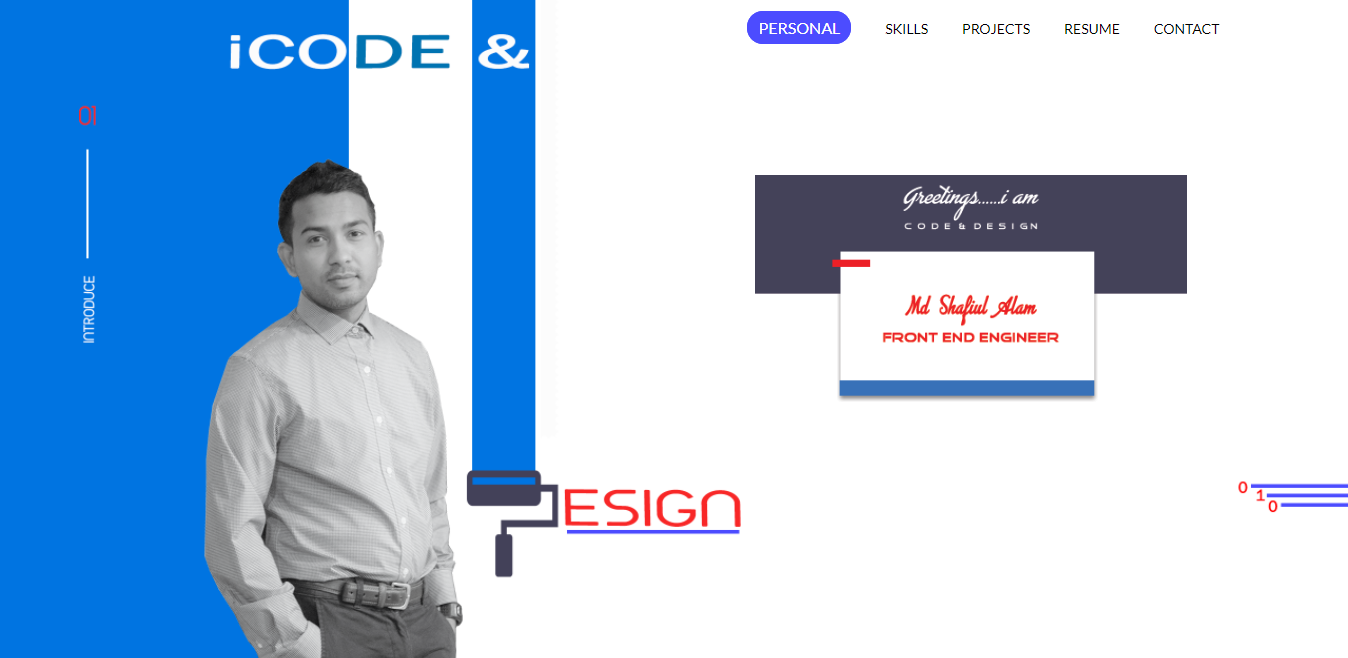 PERSONAL SKILLS PROJECTS RESUME CONTACT
iCODE &
01
INTRODUCE
Greetings......i am
CODE & DESIGN
Md Shafiul Alam
FRONT END ENGINEER
ESIGN
0
1
0